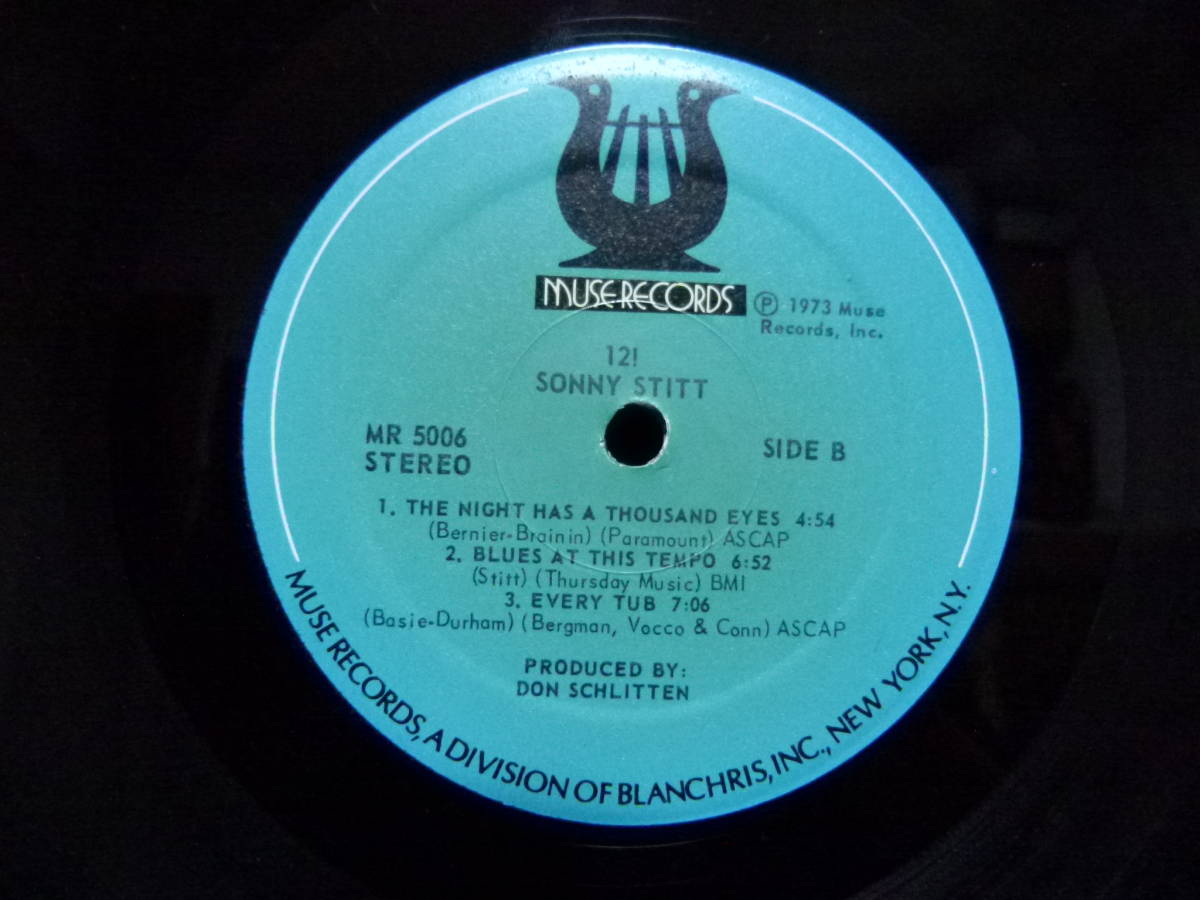 MUSE RECORDS
Ⓟ 1973 Muse
Records, Inc.
12!
SONNY STITT
MR 5006
STEREO
SIDE B
1. THE NIGHT HAS A THOUSAND EYES 4:54
(Bernier-Brainin) (Paramount) ASCAP
2. BLUES AT THIS TEMPO 6:52
(Stitt) (Thursday Music) BMI
3. EVERY TUB 7:06
(Basie-Durham) (Bergman, Vocco & Conn) ASCAP
PRODUCED BY:
DON SCHLITTEN
MUSE RECORDS, A DIVISION OF BLANCHRIS, INC., NEW YORK, N.Y.